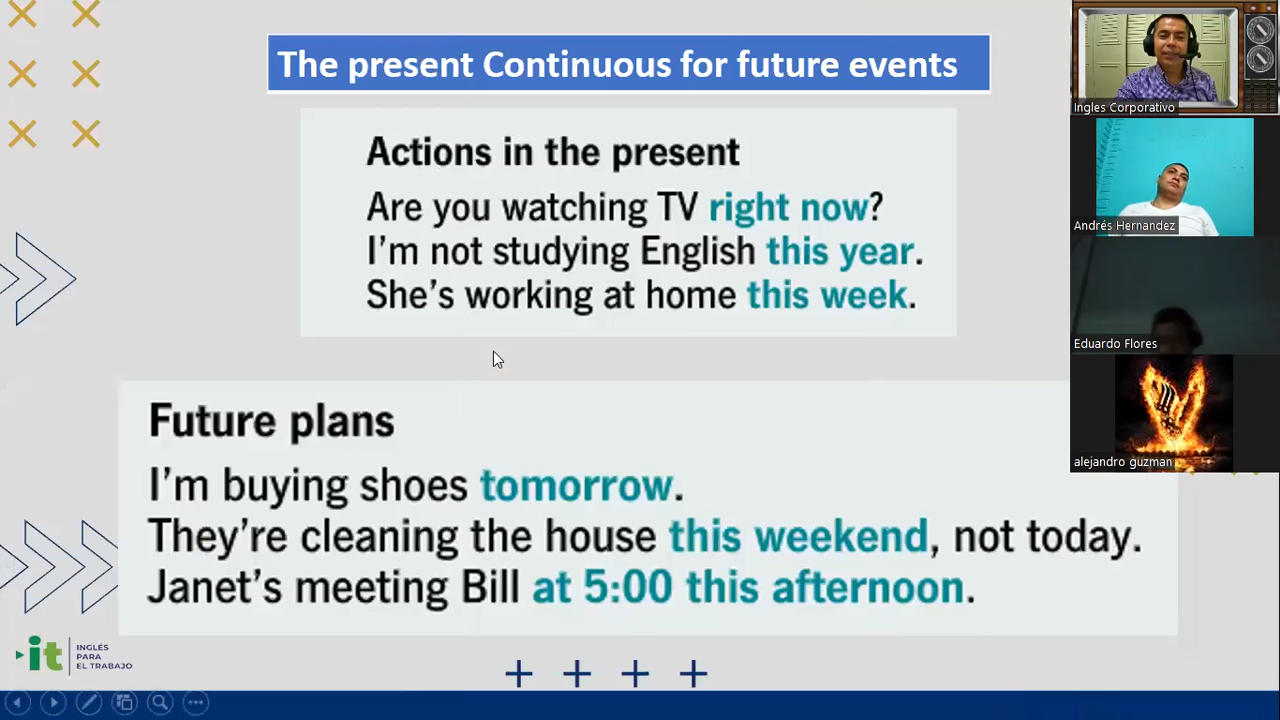 The present Continuous for future events
Actions in the present
Are you watching TV right now?
I'm not studying English this year.
She's working at home this week.
Future plans
I'm buying shoes tomorrow.
They're cleaning the house this weekend, not today.
Janet's meeting Bill at 5:00 this afternoon.
it
INGLÉS
PARA
EL TRABAJO
Ingles Corporativo
Andrés Hernandez
Eduardo Flores
alejandro guzman